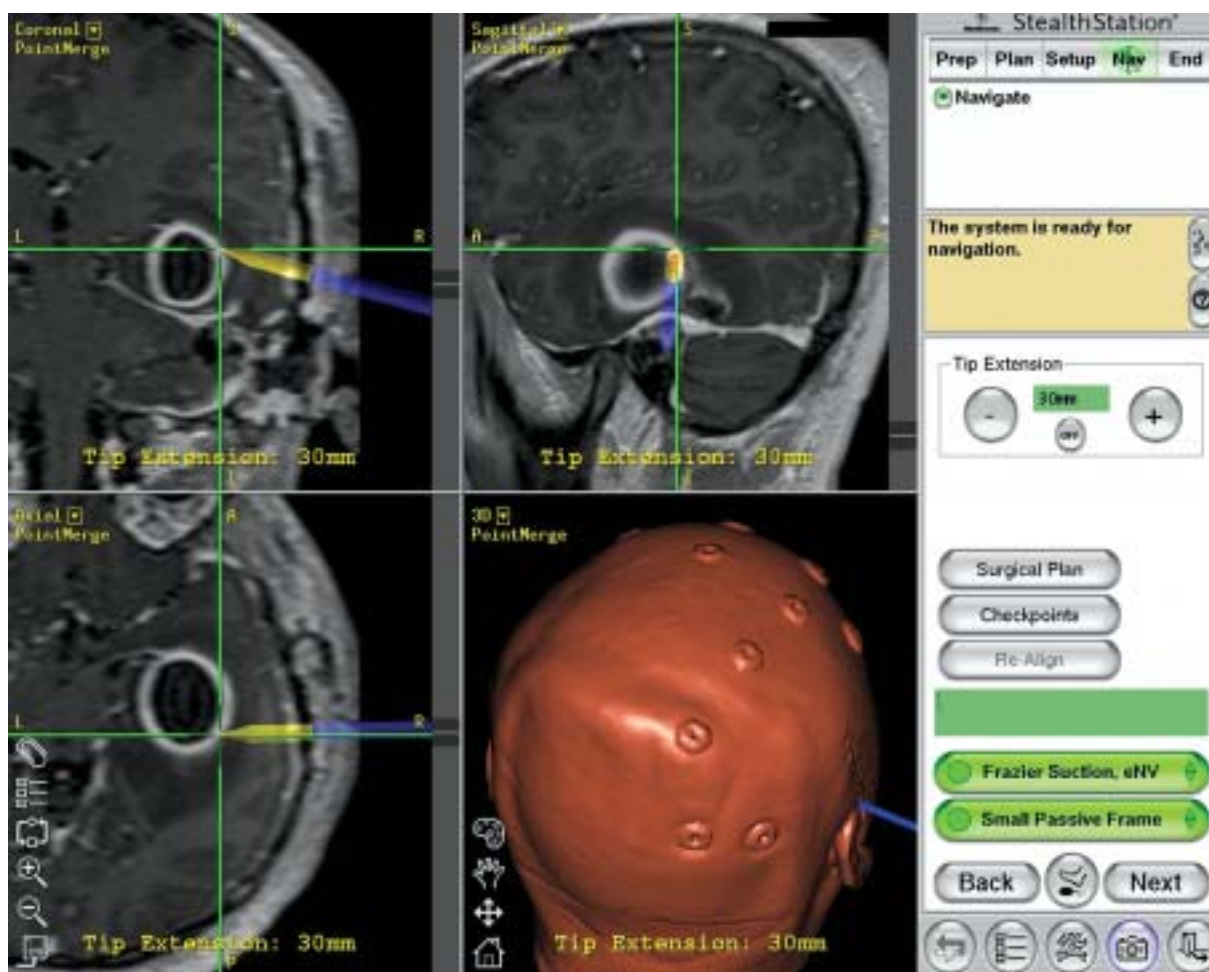 Coronal
PointMerge
S
L
R
Tip Extension: 30mm
Sagittal
PointMerge
S
A
Tip Extension: 30mm
Axial
PointMerge
A
L
R
Tip Extension: 30mm
3D
PointMerge
Tip Extension: 30mm
StealthStation
Prep Plan Setup Nav End
Navigate
The system is ready for
navigation.
Tip Extension
- 30mm +
OFF
Surgical Plan
Checkpoints
Re-Align
Frazier Suction, eNV
Small Passive Frame
Back Next